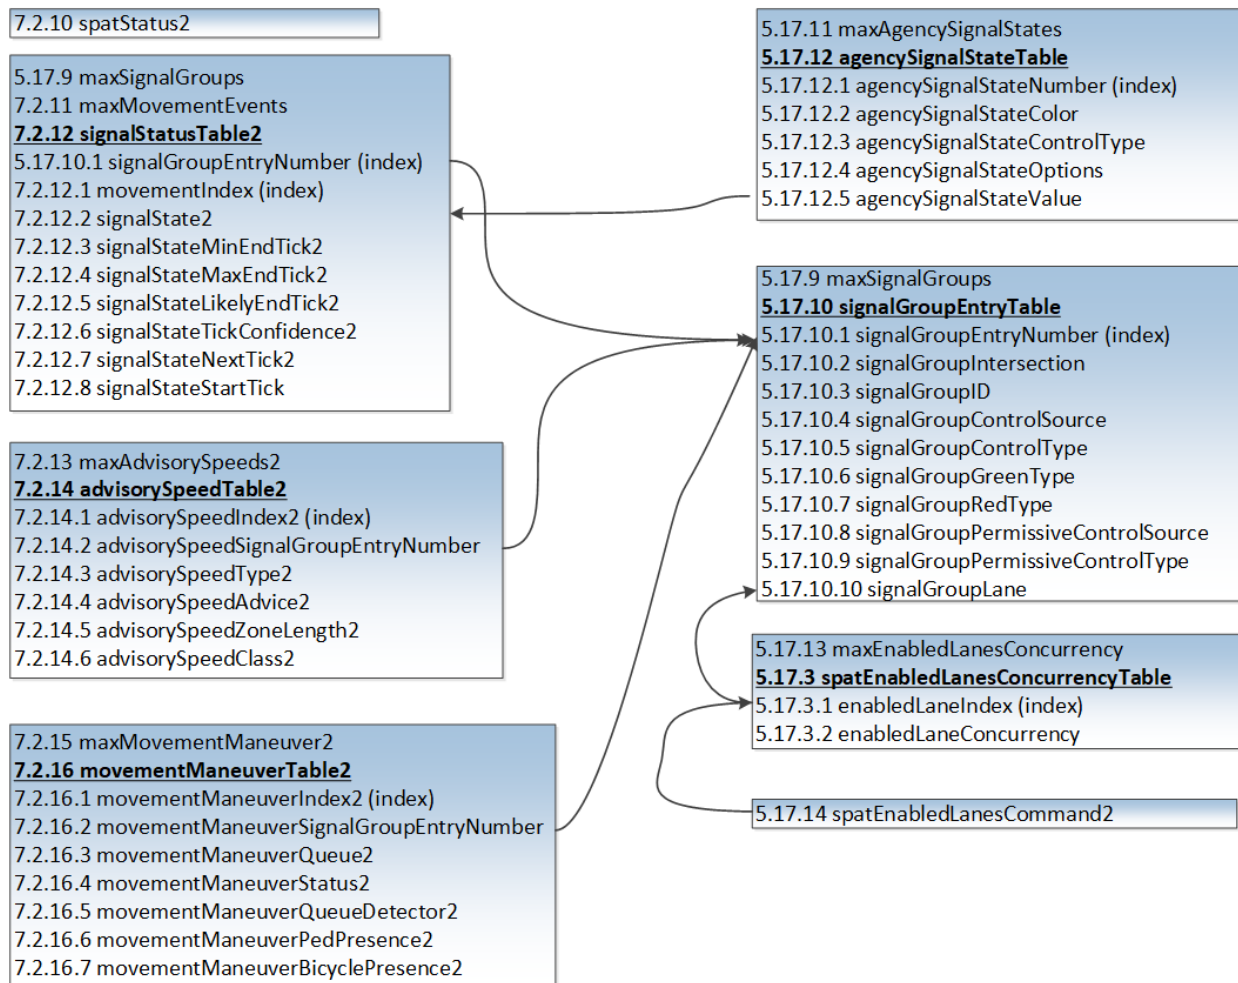 7.2.10 spatStatus2
5.17.9 maxSignalGroups
7.2.11 maxMovementEvents
7.2.12 signalStatusTable2
5.17.10.1 signalGroupEntryNumber (index)
7.2.12.1 movementIndex (index)
7.2.12.2 signalState2
7.2.12.3 signalStateMinEndTick2
7.2.12.4 signalStateMaxEndTick2
7.2.12.5 signalStateLikelyEndTick2
7.2.12.6 signalStateTickConfidence2
7.2.12.7 signalStateNextTick2
7.2.12.8 signalStateStartTick
7.2.13 maxAdvisorySpeeds2
7.2.14 advisorySpeedTable2
7.2.14.1 advisorySpeedIndex2 (index)
7.2.14.2 advisorySpeedSignalGroupEntryNumber
7.2.14.3 advisorySpeedType2
7.2.14.4 advisorySpeedAdvice2
7.2.14.5 advisorySpeedZoneLength2
7.2.14.6 advisorySpeedClass2
7.2.15 maxMovementManeuver2
7.2.16 movementManeuverTable2
7.2.16.1 movementManeuverIndex2 (index)
7.2.16.2 movementManeuverSignalGroupEntryNumber
7.2.16.3 movementManeuverQueue2
7.2.16.4 movementManeuverStatus2
7.2.16.5 movementManeuverQueueDetector2
7.2.16.6 movementManeuverPedPresence2
7.2.16.7 movementManeuverBicyclePresence2
5.17.11 maxAgencySignalStates
5.17.12 agencySignalStateTable
5.17.12.1 agencySignalStateNumber (index)
5.17.12.2 agencySignalStateColor
5.17.12.3 agencySignalStateControlType
5.17.12.4 agencySignalStateOptions
5.17.12.5 agencySignalStateValue
5.17.9 maxSignalGroups
5.17.10 signalGroupEntryTable
5.17.10.1 signalGroupEntryNumber (index)
5.17.10.2 signalGroupIntersection
5.17.10.3 signalGroupID
5.17.10.4 signalGroupControlSource
5.17.10.5 signalGroupControlType
5.17.10.6 signalGroupGreenType
5.17.10.7 signalGroupRedType
5.17.10.8 signalGroupPermissiveControlSource
5.17.10.9 signalGroupPermissiveControlType
5.17.10.10 signalGroupLane
5.17.13 maxEnabledLanesConcurrency
5.17.3 spatEnabledLanesConcurrencyTable
5.17.3.1 enabledLaneIndex (index)
5.17.3.2 enabledLaneConcurrency
5.17.14 spatEnabledLanesCommand2